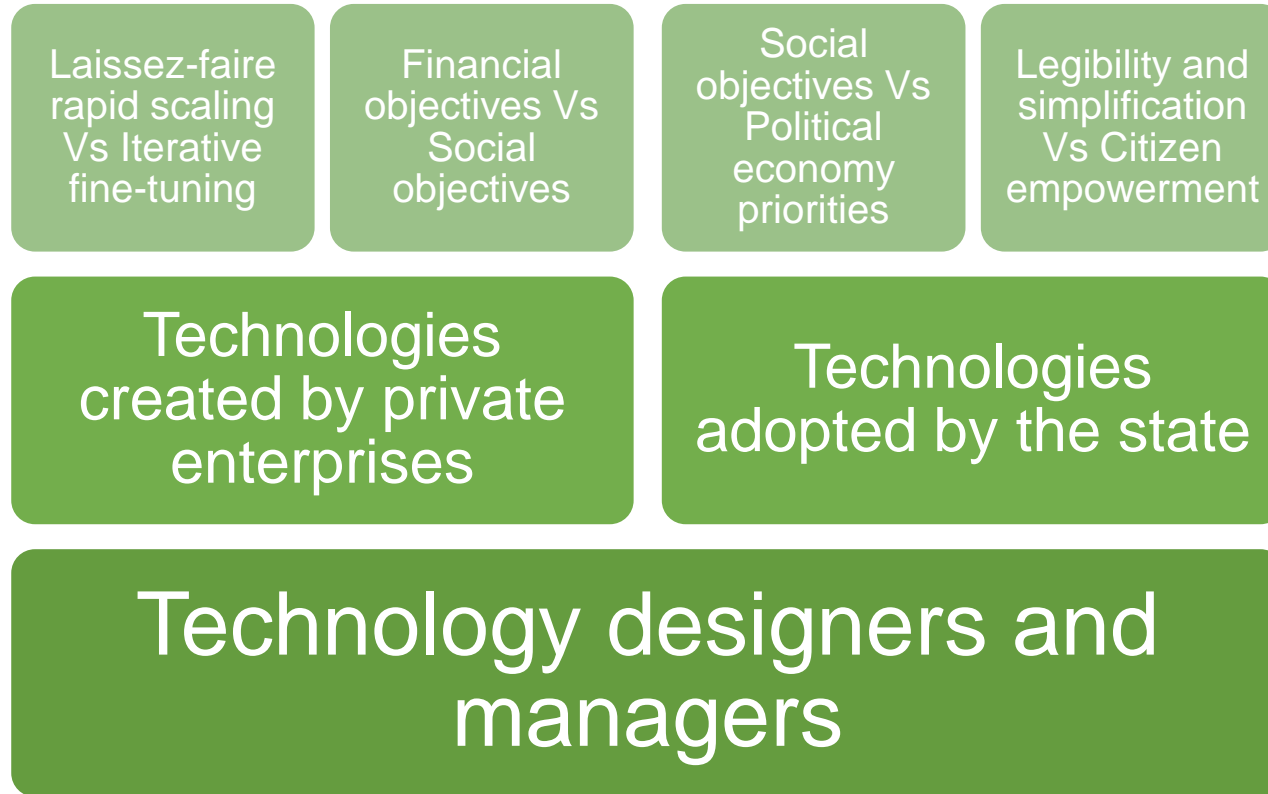 Laissez-faire
rapid scaling
Vs Iterative
fine-tuning
Financial
objectives Vs
Social
objectives
Social
objectives Vs
Political
economy
priorities
Legibility and
simplification
Vs Citizen
empowerment
Technologies
created by private
enterprises
Technologies
adopted by the state
Technology designers and
managers